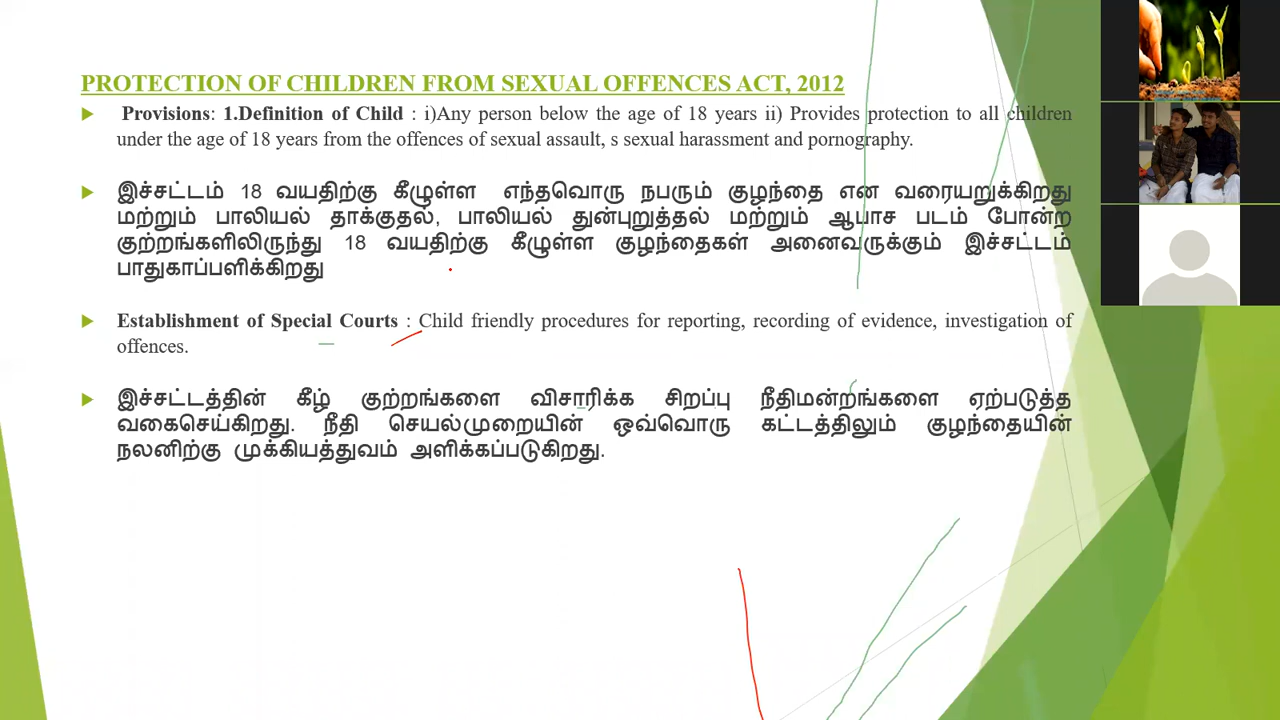 PROTECTION OF CHILDREN FROM SEXUAL OFFENCES ACT, 2012
Provisions: 1.Definition of Child : i)Any person below the age of 18 years ii) Provides protection to all children
under the age of 18 years from the offences of sexual assault, s sexual harassment and pornography.
இச்சட்டம் 18 வயதிற்கு கீழுள்ள எந்தவொரு நபரும் குழந்தை என வரையறுக்கிறது
மற்றும் பாலியல் தாக்குதல், பாலியல் துன்புறுத்தல் மற்றும் ஆபாச படம் போன்ற
குற்றங்களிலிருந்து 18 வயதிற்கு கீழுள்ள குழந்தைகள் அனைவருக்கும் இச்சட்டம்
பாதுகாப்பளிக்கிறது
Establishment of Special Courts : Child friendly procedures for reporting, recording of evidence, investigation of
offences.
இச்சட்டத்தின் கீழ் குற்றங்களை விசாரிக்க சிறப்பு நீதிமன்றங்களை ஏற்படுத்த
வகைசெய்கிறது. நீதி செயல்முறையின் ஒவ்வொரு கட்டத்திலும் குழந்தையின்
நலனிற்கு முக்கியத்துவம் அளிக்கப்படுகிறது.